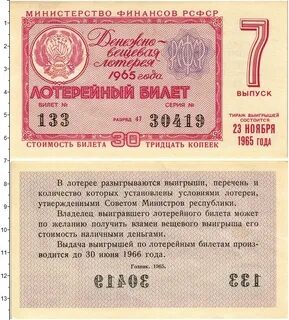 МИНИСТЕРСТВО ФИНАНСОВ РСФСР
Денежно-
вещевая
лотерея
1965 года
7
ВЫПУСК
ЛОТЕРЕЙНЫЙ БИЛЕТ
БИЛЕТ № СЕРИЯ №
133 РАЗРЯД 47 30419
ТИРАЖ ВЫИГРЫШЕЙ
СОСТОИТСЯ
23 НОЯБРЯ
1965 ГОДА
СТОИМОСТЬ БИЛЕТА 30 ТРИДЦАТЬ КОПЕЕК
В лотерее разыгрываются выигрыши, перечень и
количество которых установлены условиями лотереи,
утвержденными Советом Министров республики.
Владелец выигравшего лотерейного билета может
по желанию получить взамен вещевого выигрыша его
стоимость наличными деньгами.
Выдача выигрышей по лотерейным билетам произ-
водится до 30 июня 1966 года.
Гознак. 1965.
30419 133